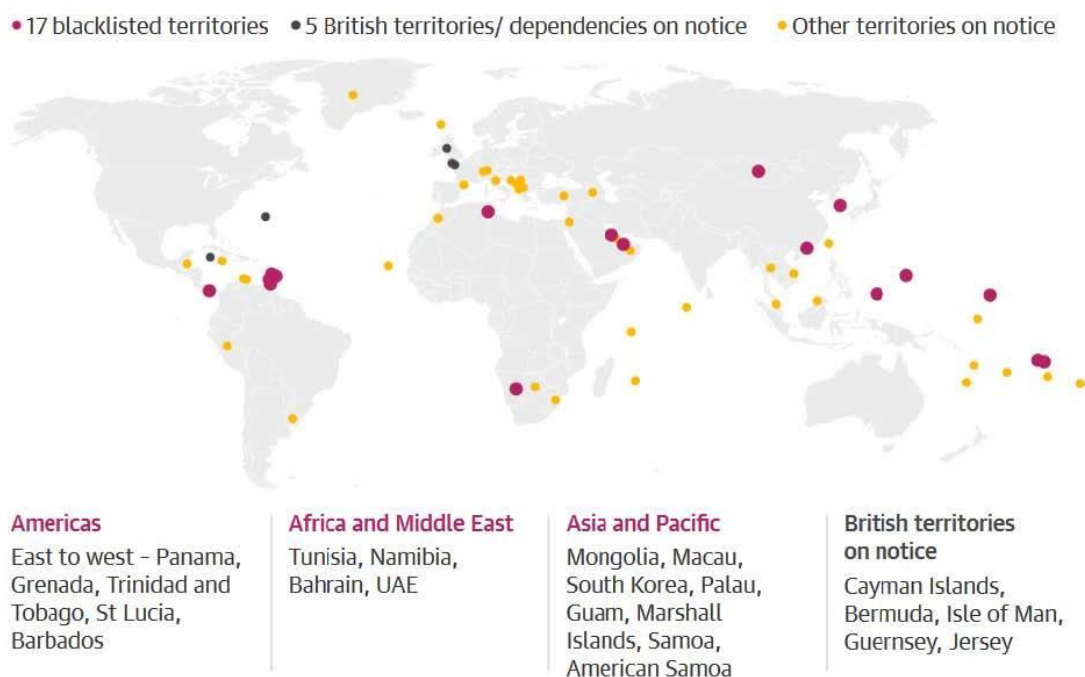 17 blacklisted territories 5 British territories/ dependencies on notice Other territories on notice
Americas
East to west – Panama,
Grenada, Trinidad and
Tobago, St Lucia,
Barbados
Africa and Middle East
Tunisia, Namibia,
Bahrain, UAE
Asia and Pacific
Mongolia, Macau,
South Korea, Palau,
Guam, Marshall
Islands, Samoa,
American Samoa
British territories
on notice
Cayman Islands,
Bermuda, Isle of Man,
Guernsey, Jersey